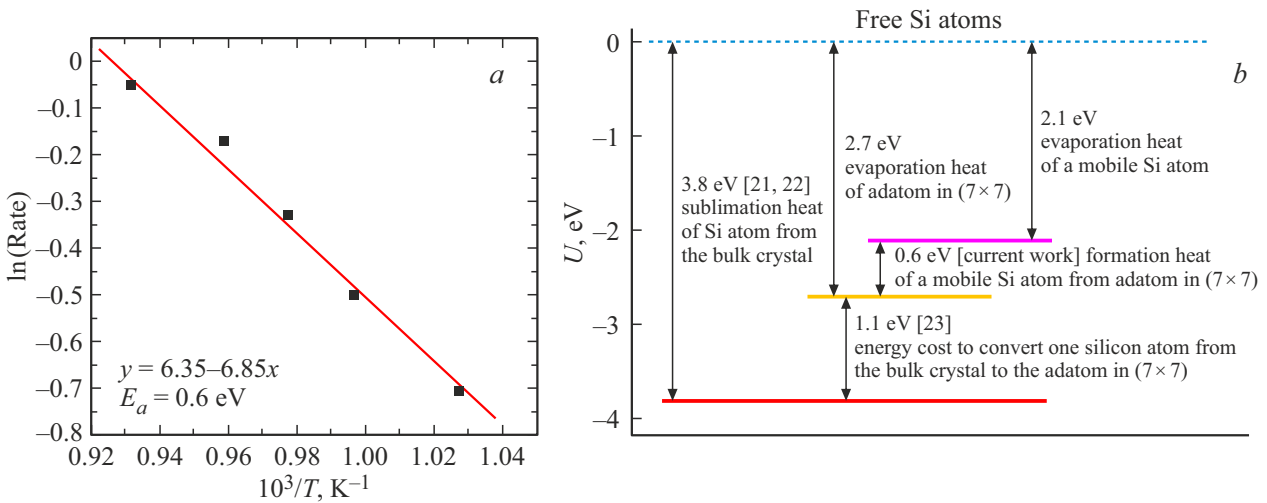 a
0
–0.1
–0.2
–0.3
–0.4
–0.5
–0.6
–0.7
–0.8
ln(Rate)
y = 6.35–6.85x
E_a = 0.6 eV
0.92 0.94 0.96 0.98 1.00 1.02 1.04
10³/T, K⁻¹
Free Si atoms
b
0
–1
–2
–3
–4
U, eV
3.8 eV [21, 22]
sublimation heat
of Si atom from
the bulk crystal
2.7 eV
evaporation heat
of adatom in (7 × 7)
2.1 eV
evaporation heat
of a mobile Si atom
0.6 eV [current work] formation heat
of a mobile Si atom from adatom in (7 × 7)
1.1 eV [23]
energy cost to convert one silicon atom from
the bulk crystal to the adatom in (7 × 7)